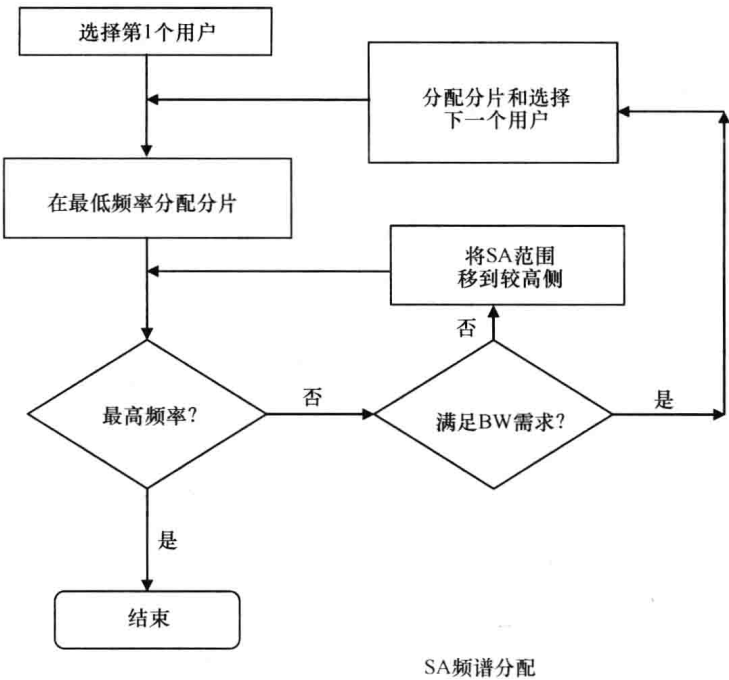 选择第1个用户
分配分片和选择
下一个用户
在最低频率分配分片
将SA范围
移到较高侧
否
最高频率?
否
满足BW需求?
是
是
结束
SA频谱分配